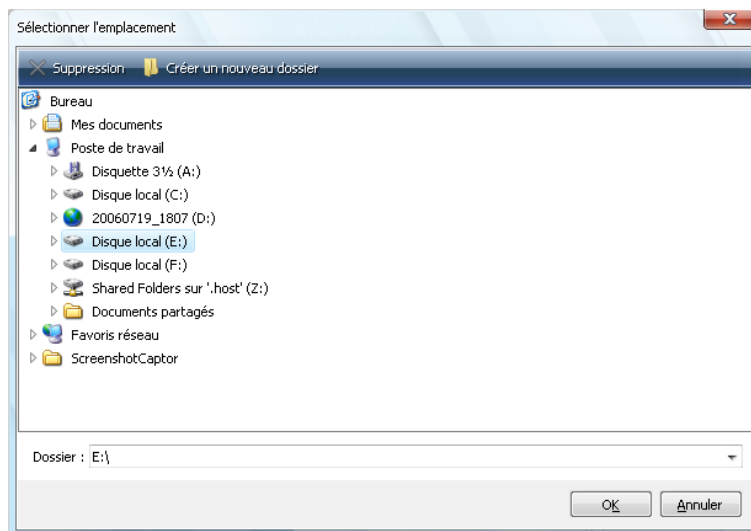 Sélectionner l'emplacement
Suppression Créer un nouveau dossier
Bureau
Mes documents
Poste de travail
Disquette 3½ (A:)
Disque local (C:)
20060719_1807 (D:)
Disque local (E:)
Disque local (F:)
Shared Folders sur '.host' (Z:)
Documents partagés
Favoris réseau
ScreenshotCaptor
Dossier : E:\
OK Annuler